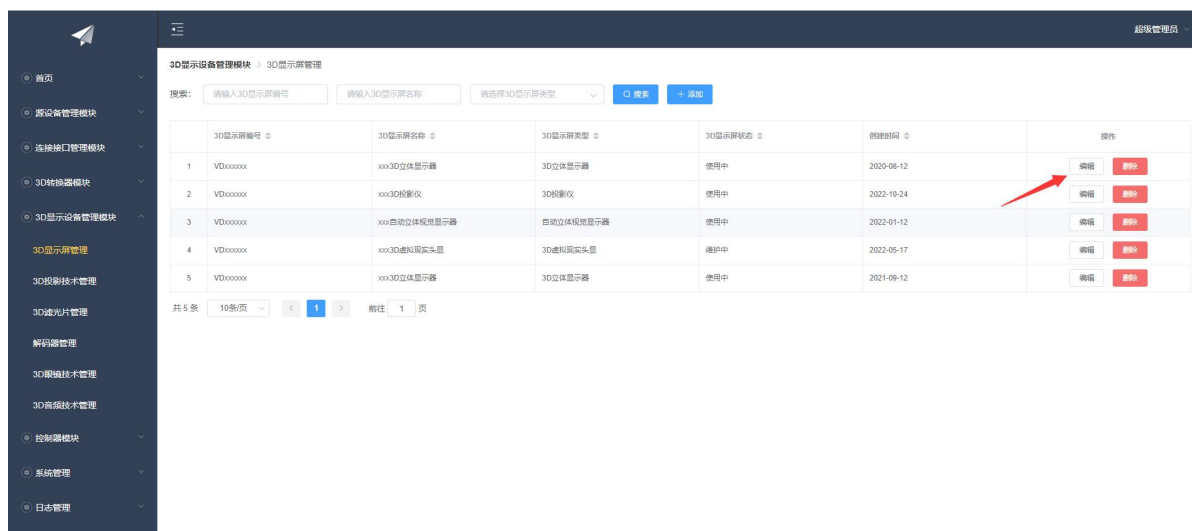 超级管理员
首页
源设备管理模块
连接接口管理模块
3D转换器模块
3D显示设备管理模块
3D显示屏管理
3D投影技术管理
3D滤光片管理
解码器管理
3D眼镜技术管理
3D音频技术管理
控制器模块
系统管理
日志管理
3D显示设备管理模块 > 3D显示屏管理
搜索： 请输入3D显示屏编号 请输入3D显示屏名称 请选择3D显示屏类型 搜索 + 添加
3D显示屏编号 3D显示屏名称 3D显示屏类型 3D显示屏状态 创建时间 操作
1 VDxxxxxx xxx3D立体显示器 3D立体显示器 使用中 2020-08-12 编辑 删除
2 VDxxxxxx xxx3D投影仪 3D投影仪 使用中 2022-10-24 编辑 删除
3 VDxxxxxx xxx自动立体视觉显示器 自动立体视觉显示器 使用中 2022-01-12 编辑 删除
4 VDxxxxxx xxx3D虚拟现实头显 3D虚拟现实头显 维护中 2022-05-17 编辑 删除
5 VDxxxxxx xxx3D立体显示器 3D立体显示器 使用中 2021-09-12 编辑 删除
共 5 条 10条/页 < 1 > 前往 1 页